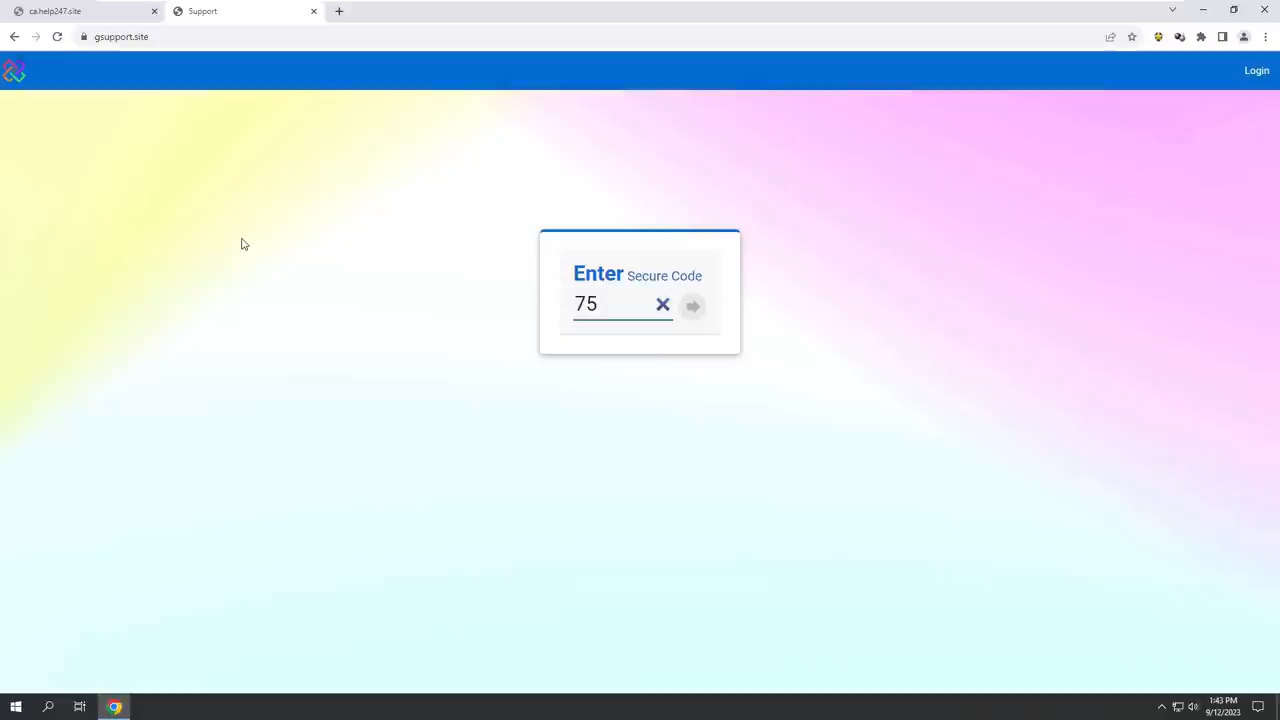 ca.help247.site
Support
gsupport.site
Login
Enter Secure Code
75
1:43 PM
9/12/2023